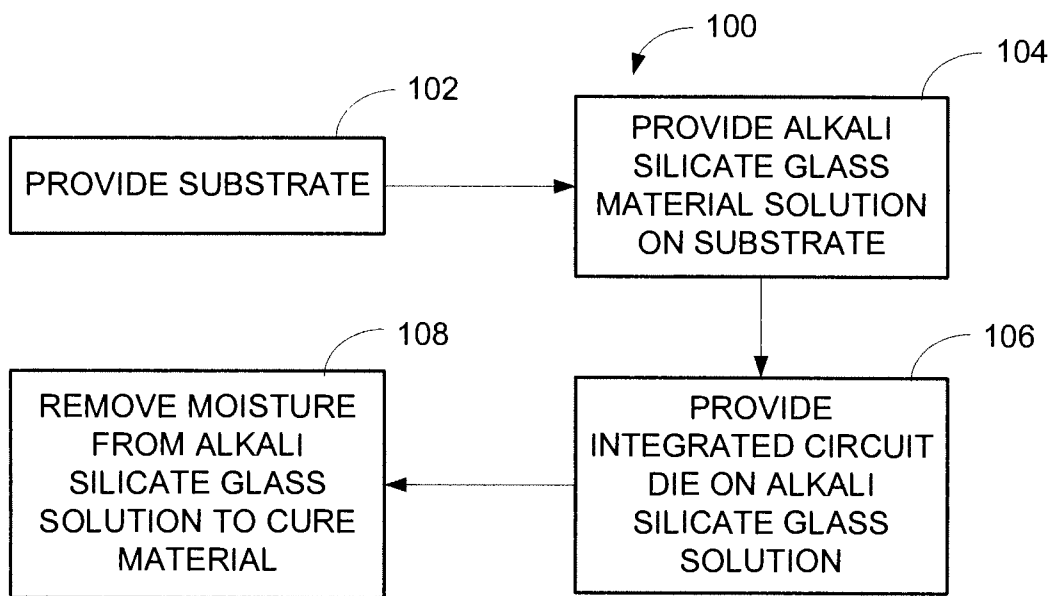 100
102
PROVIDE SUBSTRATE
104
PROVIDE ALKALI
SILICATE GLASS
MATERIAL SOLUTION
ON SUBSTRATE
106
PROVIDE
INTEGRATED CIRCUIT
DIE ON ALKALI
SILICATE GLASS
SOLUTION
108
REMOVE MOISTURE
FROM ALKALI
SILICATE GLASS
SOLUTION TO CURE
MATERIAL